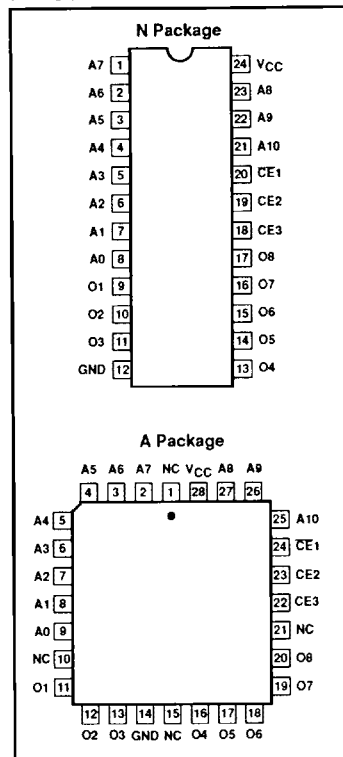 N Package
A7 1 24 VCC
A6 2 23 A8
A5 3 22 A9
A4 4 21 A10
A3 5 20 C̅E̅1
A2 6 19 CE2
A1 7 18 CE3
A0 8 17 O8
O1 9 16 O7
O2 10 15 O6
O3 11 14 O5
GND 12 13 O4
A Package
A5 A6 A7 NC VCC A8 A9
4 3 2 1 28 27 26
A4 5 25 A10
A3 6 24 C̅E̅1
A2 7 23 CE2
A1 8 22 CE3
A0 9 21 NC
NC 10 20 O8
O1 11 19 O7
12 13 14 15 16 17 18
O2 O3 GND NC O4 O5 O6